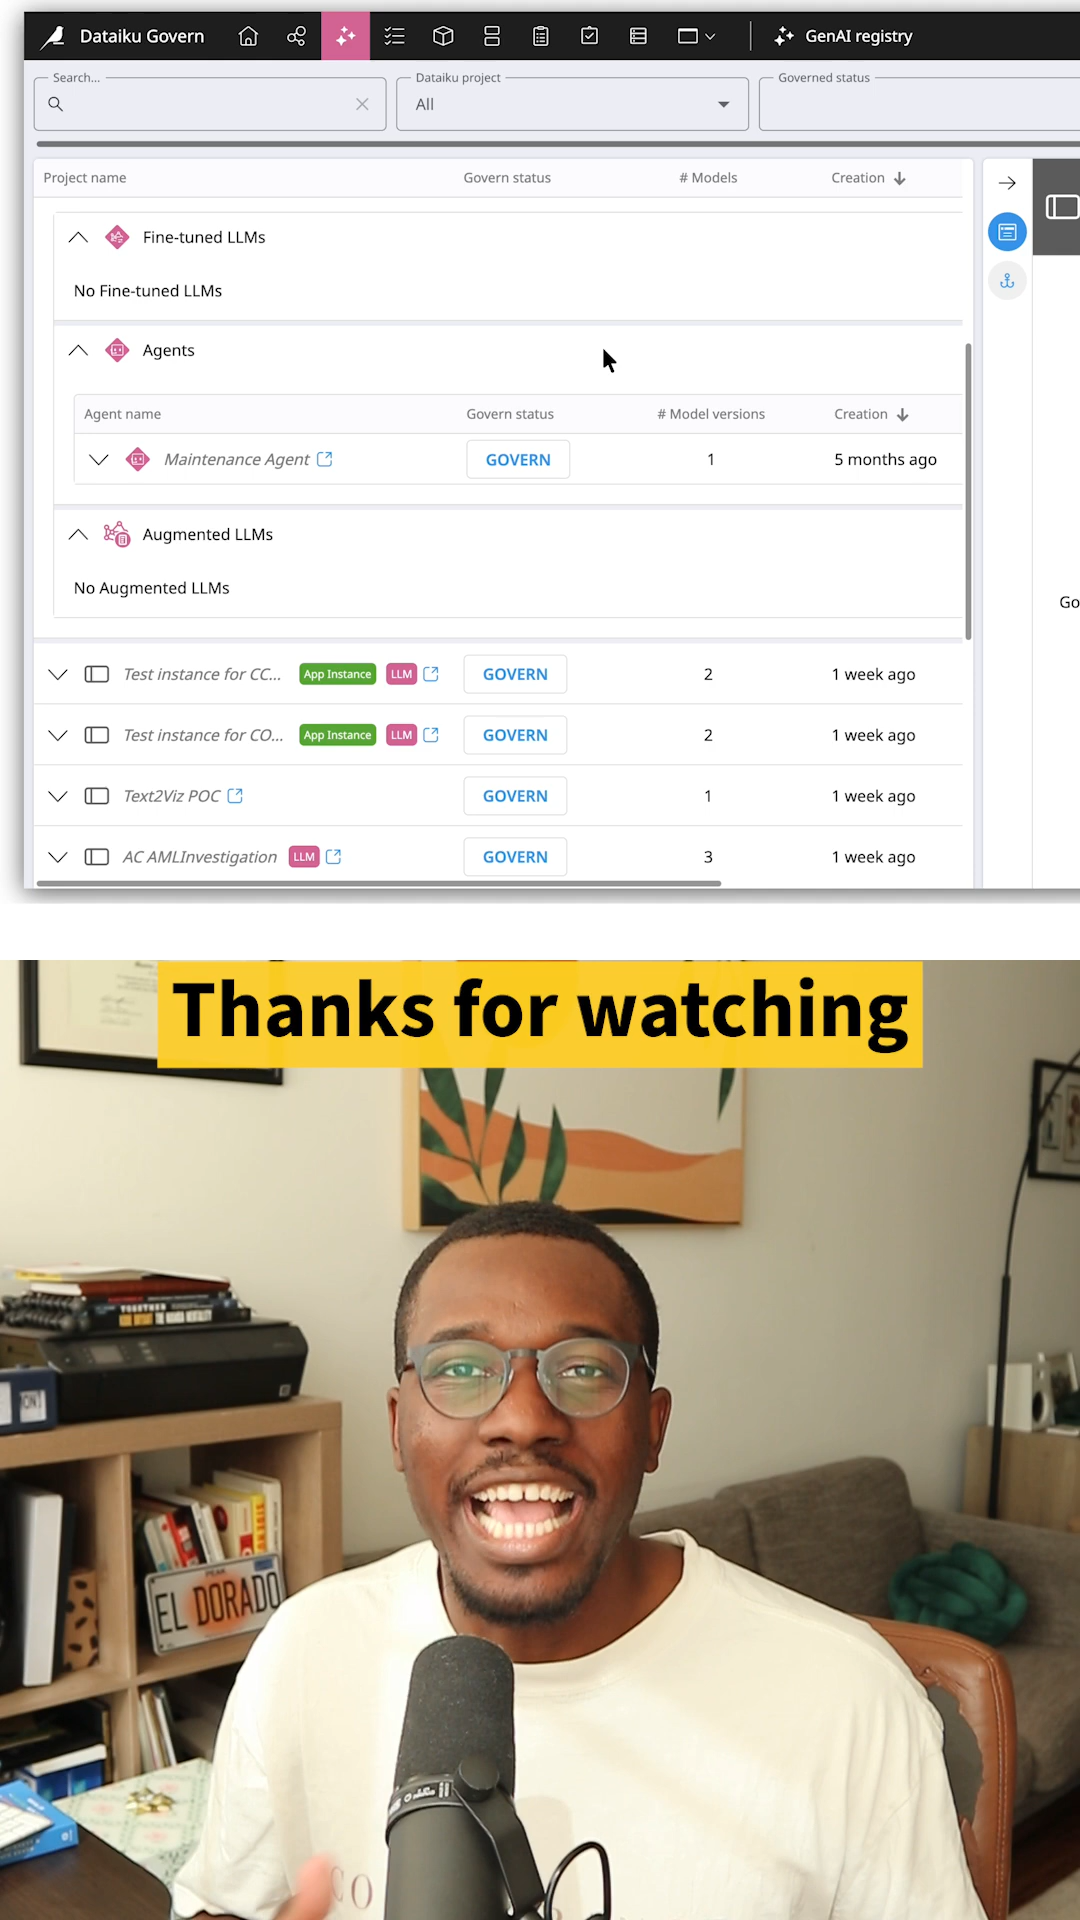 Dataiku Govern
GenAI registry
Search...
Dataiku project
All
Governed status
Project name
Govern status
# Models
Creation
Fine-tuned LLMs
No Fine-tuned LLMs
Agents
Agent name
Govern status
# Model versions
Creation
Maintenance Agent
GOVERN
1
5 months ago
Augmented LLMs
No Augmented LLMs
Go
Test instance for CC...
App Instance
LLM
GOVERN
2
1 week ago
Test instance for CO...
App Instance
LLM
GOVERN
2
1 week ago
Text2Viz POC
GOVERN
1
1 week ago
AC AMLInvestigation
LLM
GOVERN
3
1 week ago
Thanks for watching
TOGETHER
PEAK
EL DORADO
CO